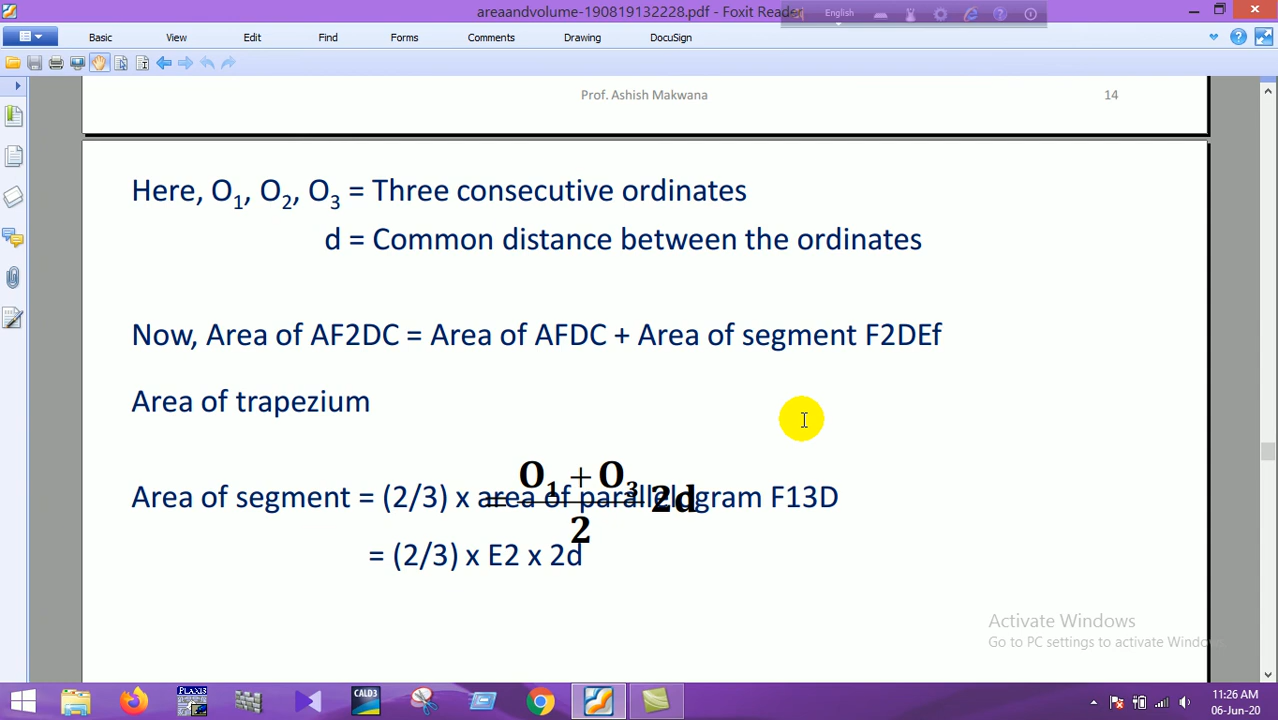 areaandvolume-190819132228.pdf - Foxit Reader
English
Basic View Edit Find Forms Comments Drawing DocuSign
Prof. Ashish Makwana 14
Here, O1, O2, O3 = Three consecutive ordinates
d = Common distance between the ordinates
Now, Area of AF2DC = Area of AFDC + Area of segment F2DEf
Area of trapezium
= O1 + O3 / 2 2d
Area of segment = (2/3) x area of parallelogram F13D
= (2/3) x E2 x 2d
Activate Windows
Go to PC settings to activate Windows
PLAXIS CALD3
11:26 AM
06-Jun-20